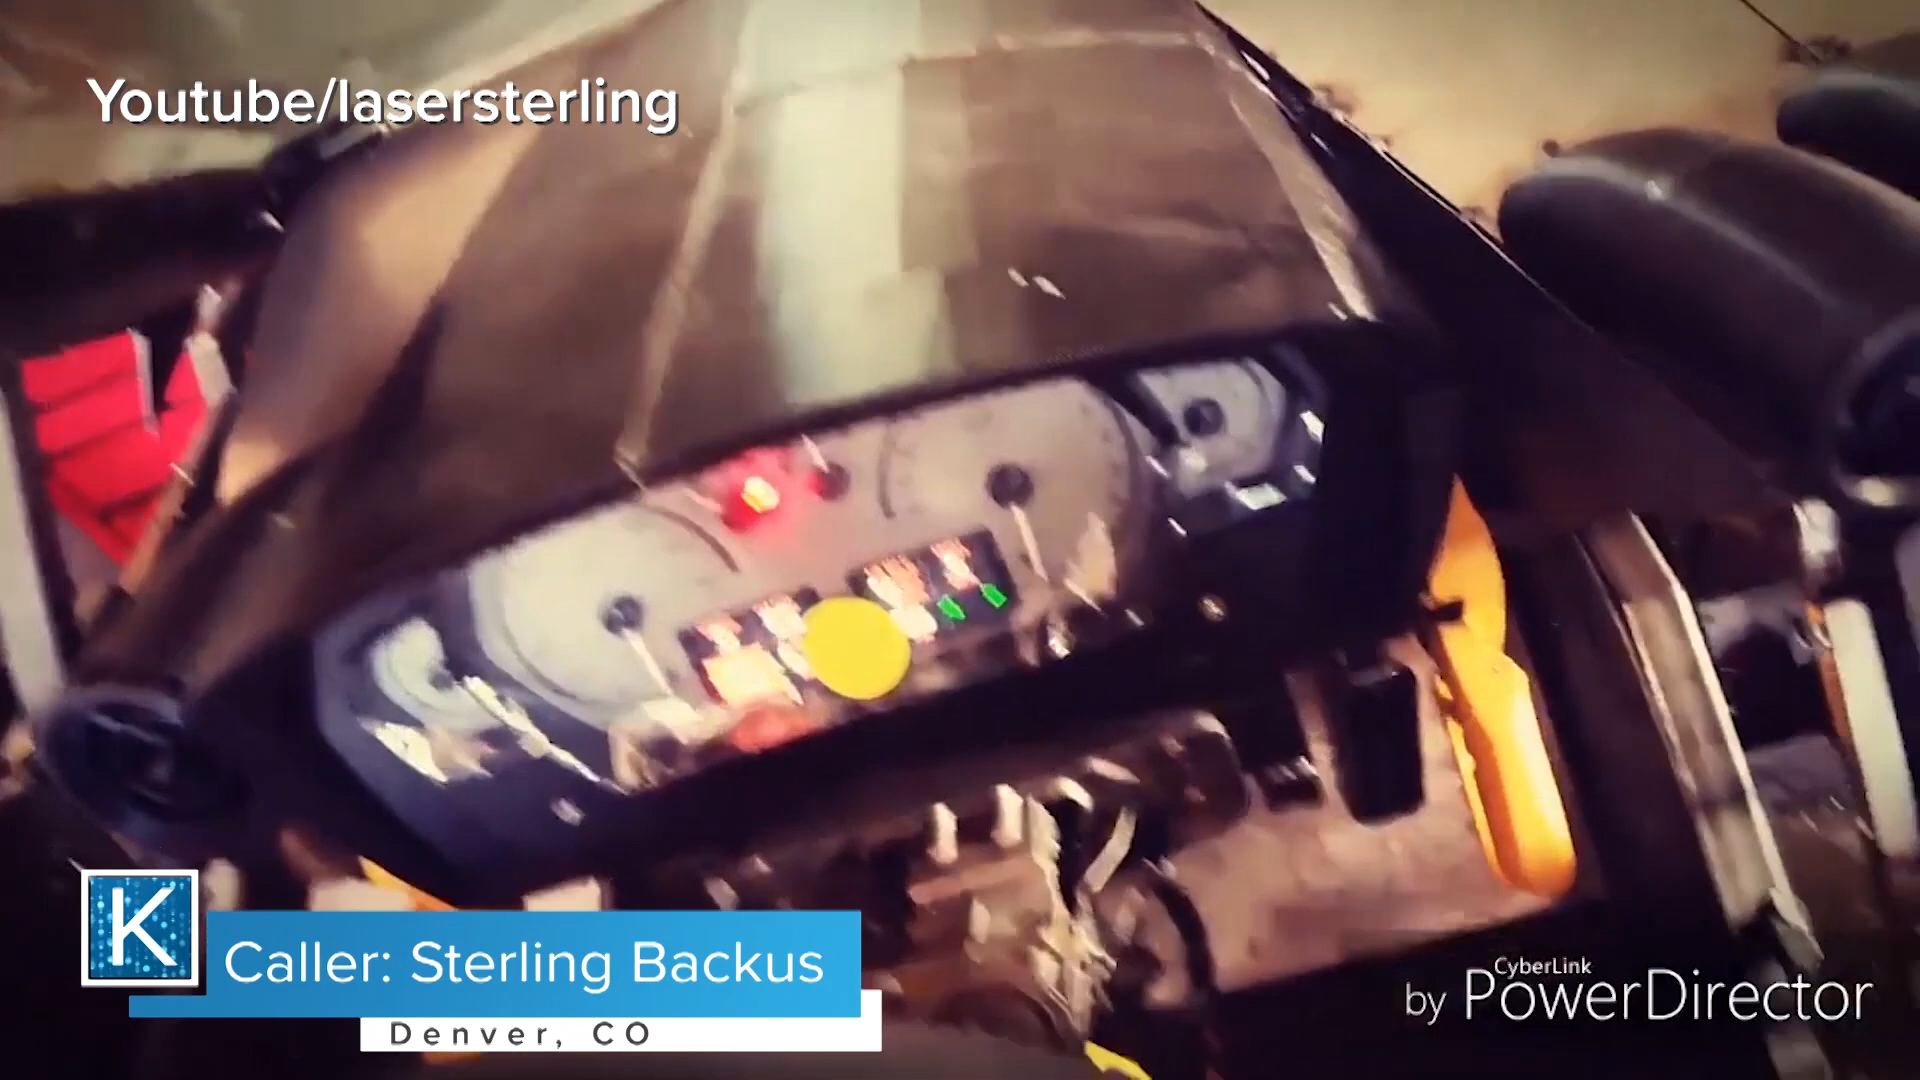 Youtube/lasersterling
K
Caller: Sterling Backus
Denver, CO
CyberLink
by PowerDirector